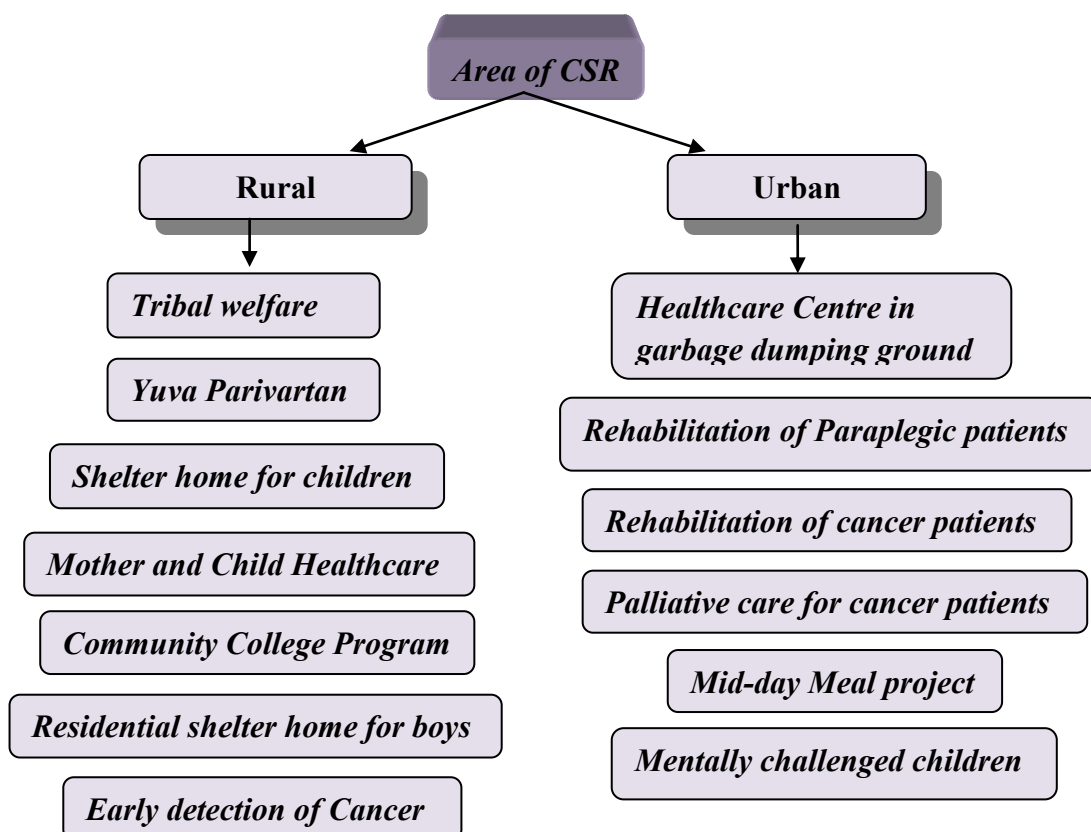 Area of CSR
Rural
Tribal welfare
Yuva Parivartan
Shelter home for children
Mother and Child Healthcare
Community College Program
Residential shelter home for boys
Early detection of Cancer
Urban
Healthcare Centre in
garbage dumping ground
Rehabilitation of Paraplegic patients
Rehabilitation of cancer patients
Palliative care for cancer patients
Mid-day Meal project
Mentally challenged children